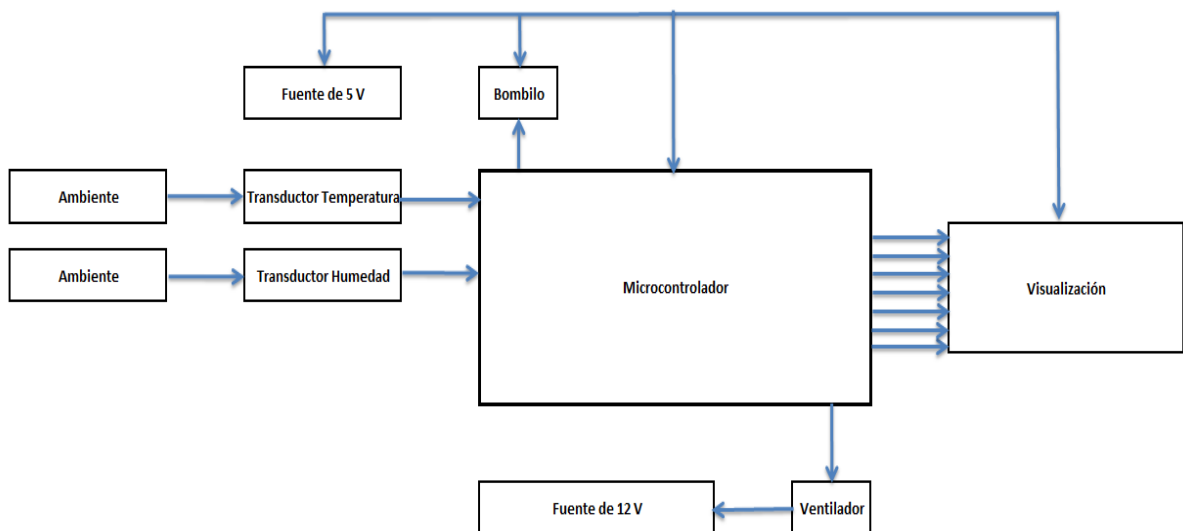 Fuente de 5 V
Bombilo
Ambiente
Transductor Temperatura
Ambiente
Transductor Humedad
Microcontrolador
Visualización
Fuente de 12 V
Ventilador